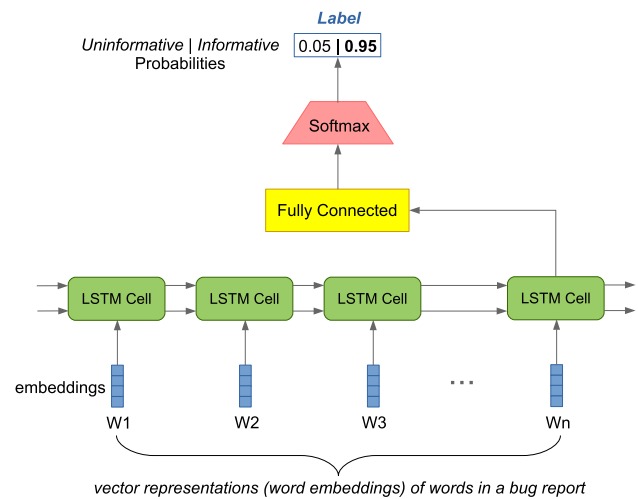 Label
Uninformative | Informative
0.05 | 0.95
Probabilities
Softmax
Fully Connected
LSTM Cell
LSTM Cell
LSTM Cell
LSTM Cell
embeddings
...
W1
W2
W3
Wn
vector representations (word embeddings) of words in a bug report